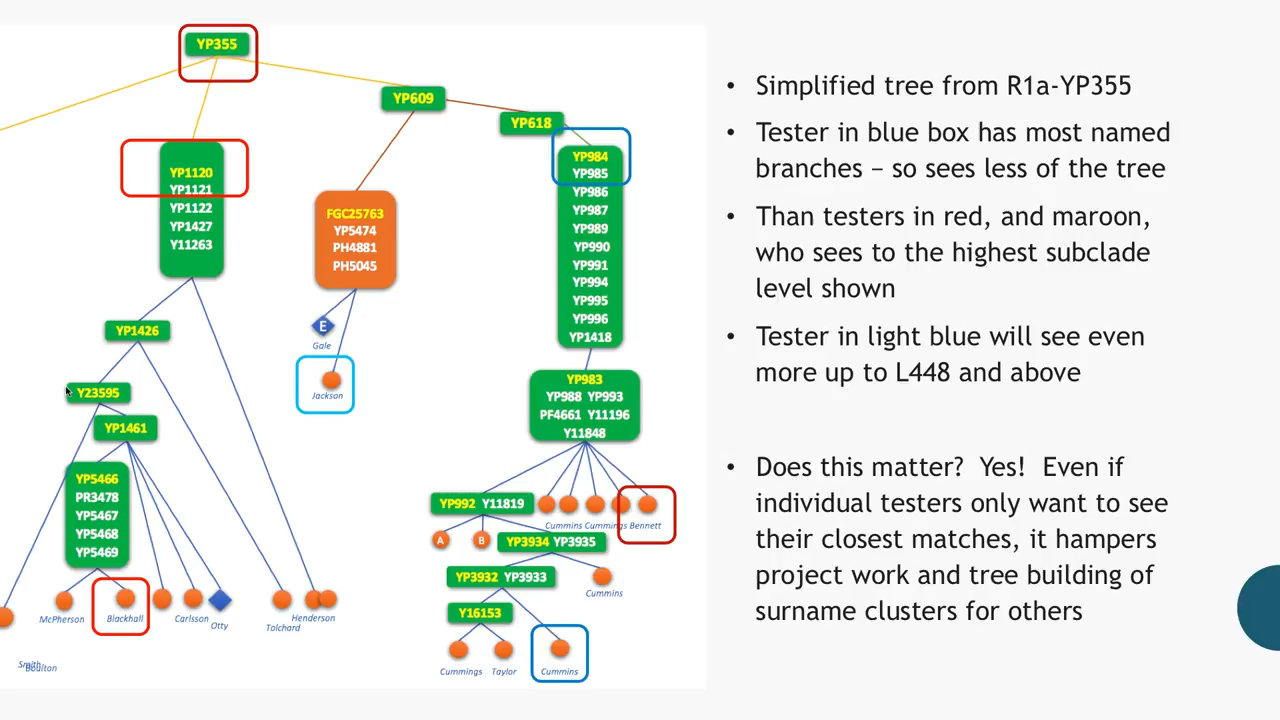 YP355
YP609
YP618
YP1120
YP1121
YP1122
YP1427
Y11263
FGC25763
YP5474
PH4881
PH5045
YP984
YP985
YP986
YP987
YP989
YP990
YP991
YP994
YP995
YP996
YP1418
E
Gale
Jackson
YP1426
Y23595
YP1461
YP5466
PR3478
YP5467
YP5468
YP5469
McPherson
Blackhall
Carlsson
Otty
Tolchard
Henderson
Smith
Boulton
YP983
YP988 YP993
PF4661 Y11196
Y11848
YP992 Y11819
Cummins Cummings Bennett
A
B
YP3934 YP3935
YP3932 YP3933
Cummins
Y16153
Cummings
Taylor
Cummins
• Simplified tree from R1a-YP355
• Tester in blue box has most named
branches – so sees less of the tree
• Than testers in red, and maroon,
who sees to the highest subclade
level shown
• Tester in light blue will see even
more up to L448 and above
• Does this matter? Yes! Even if
individual testers only want to see
their closest matches, it hampers
project work and tree building of
surname clusters for others